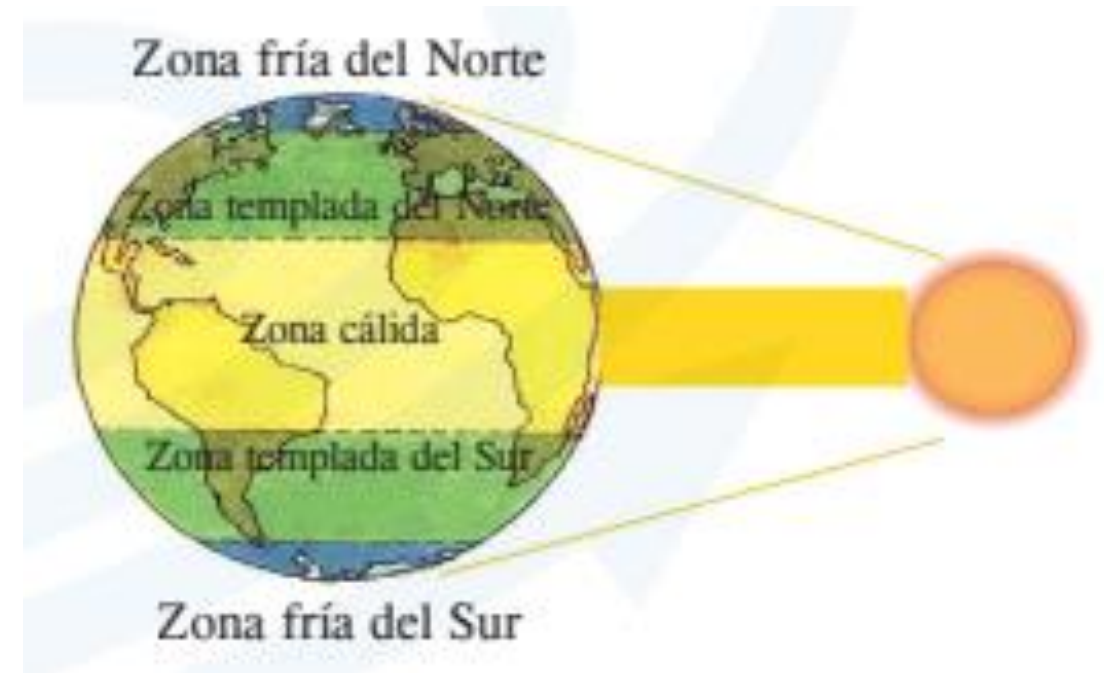 Zona fría del Norte
Zona templada del Norte
Zona cálida
Zona templada del Sur
Zona fría del Sur